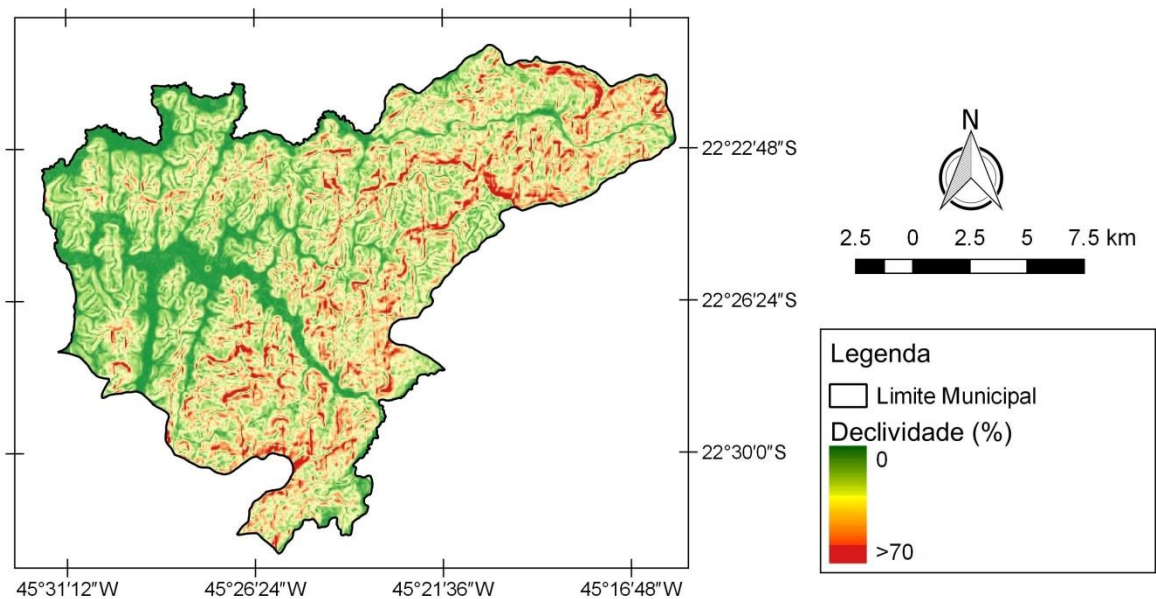 N
22°22′48″S
2.5 0 2.5 5 7.5 km
22°26′24″S
Legenda
Limite Municipal
Declividade (%)
0
>70
22°30′0″S
45°31′12″W 45°26′24″W 45°21′36″W 45°16′48″W